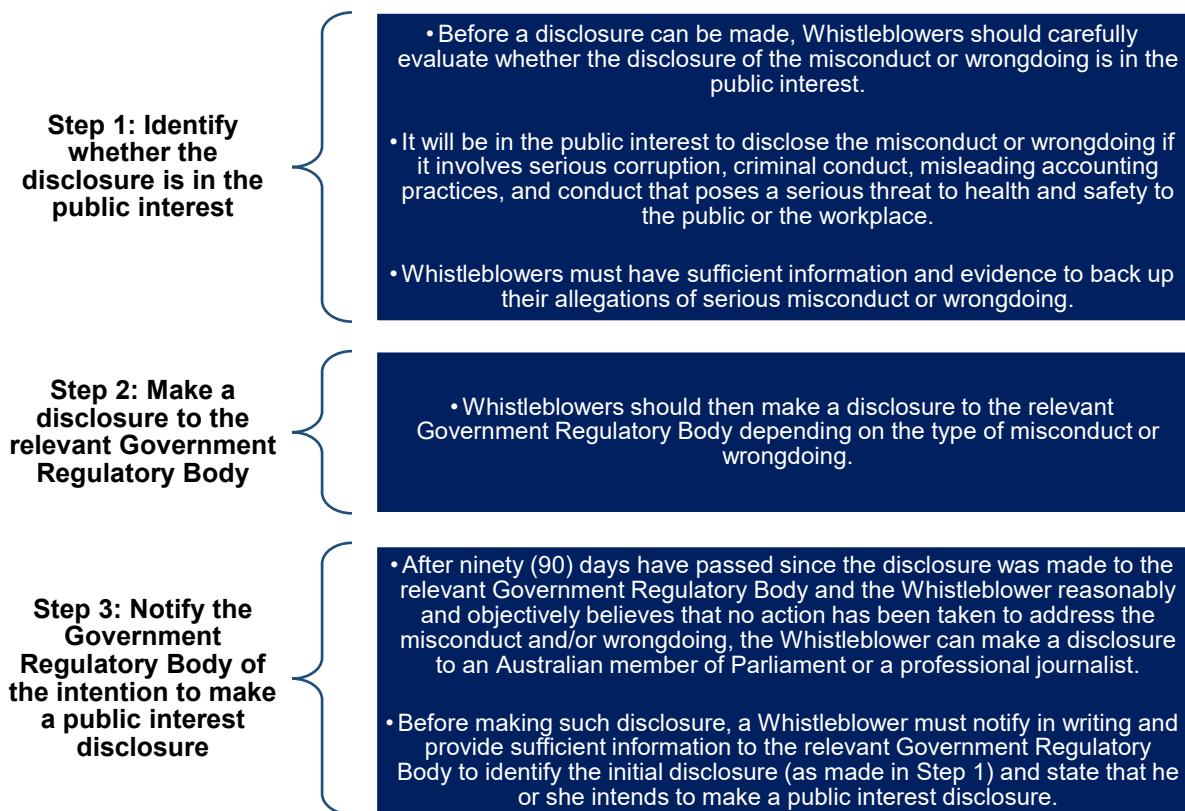 Step 1: Identify
whether the
disclosure is in the
public interest
• Before a disclosure can be made, Whistleblowers should carefully
evaluate whether the disclosure of the misconduct or wrongdoing is in the
public interest.
• It will be in the public interest to disclose the misconduct or wrongdoing if
it involves serious corruption, criminal conduct, misleading accounting
practices, and conduct that poses a serious threat to health and safety to
the public or the workplace.
• Whistleblowers must have sufficient information and evidence to back up
their allegations of serious misconduct or wrongdoing.
Step 2: Make a
disclosure to the
relevant Government
Regulatory Body
• Whistleblowers should then make a disclosure to the relevant
Government Regulatory Body depending on the type of misconduct or
wrongdoing.
Step 3: Notify the
Government
Regulatory Body of
the intention to make
a public interest
disclosure
• After ninety (90) days have passed since the disclosure was made to the
relevant Government Regulatory Body and the Whistleblower reasonably
and objectively believes that no action has been taken to address the
misconduct and/or wrongdoing, the Whistleblower can make a disclosure
to an Australian member of Parliament or a professional journalist.
• Before making such disclosure, a Whistleblower must notify in writing and
provide sufficient information to the relevant Government Regulatory
Body to identify the initial disclosure (as made in Step 1) and state that he
or she intends to make a public interest disclosure.